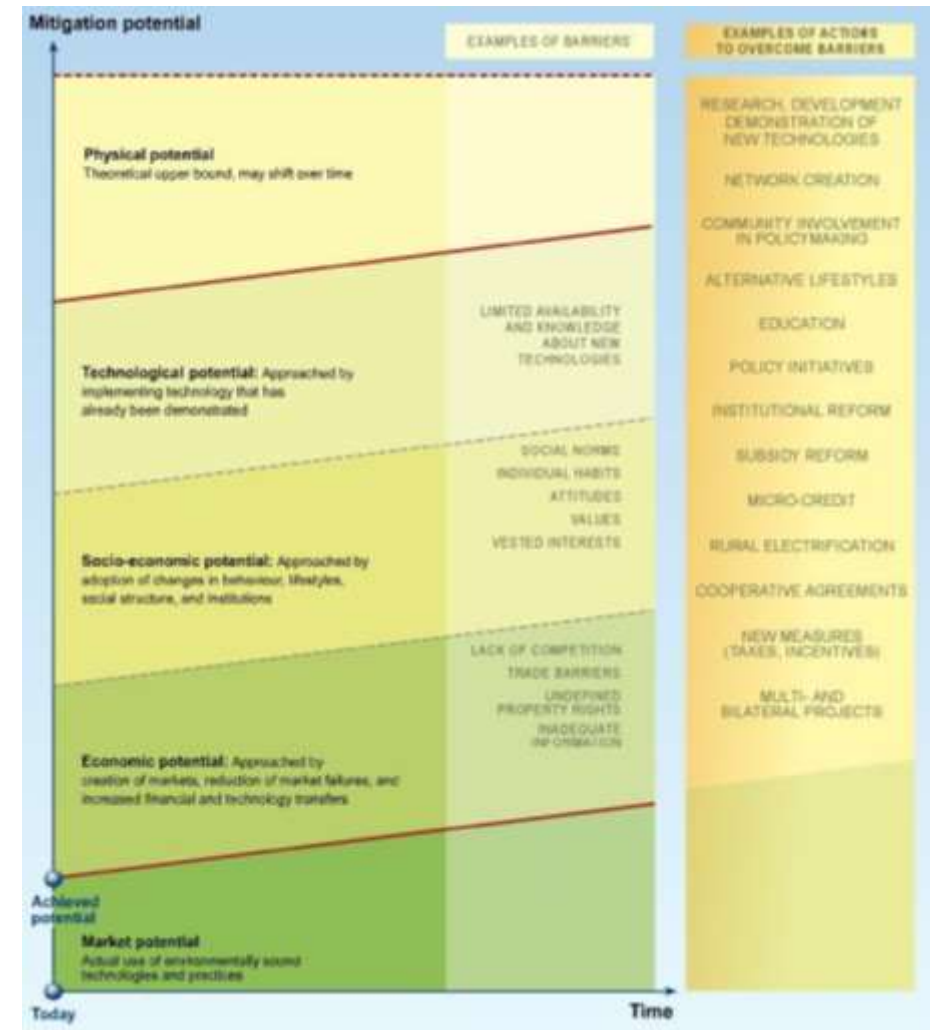 Mitigation potential
EXAMPLES OF BARRIERS
EXAMPLES OF ACTIONS
TO OVERCOME BARRIERS
Physical potential
Theoretical upper bound, may shift over time
Technological potential: Approached by
implementing technology that has
already been demonstrated
Socio-economic potential: Approached by
adoption of changes in behaviour, lifestyles,
social structure, and institutions
Economic potential: Approached by
creation of markets, reduction of market failures, and
increased financial and technology transfers
Achieved
potential
Market potential
Actual use of environmentally sound
technologies and practices
Today
Time
LIMITED AVAILABILITY
AND KNOWLEDGE
ABOUT NEW
TECHNOLOGIES
SOCIAL NORMS
INDIVIDUAL HABITS
ATTITUDES
VALUES
VESTED INTERESTS
LACK OF COMPETITION
TRADE BARRIERS
UNDEFINED
PROPERTY RIGHTS
INADEQUATE
INFORMATION
RESEARCH, DEVELOPMENT
DEMONSTRATION OF
NEW TECHNOLOGIES
NETWORK CREATION
COMMUNITY INVOLVEMENT
IN POLICYMAKING
ALTERNATIVE LIFESTYLES
EDUCATION
POLICY INITIATIVES
INSTITUTIONAL REFORM
SUBSIDY REFORM
MICRO-CREDIT
RURAL ELECTRIFICATION
COOPERATIVE AGREEMENTS
NEW MEASURES
(TAXES, INCENTIVES)
MULTI- AND
BILATERAL PROJECTS